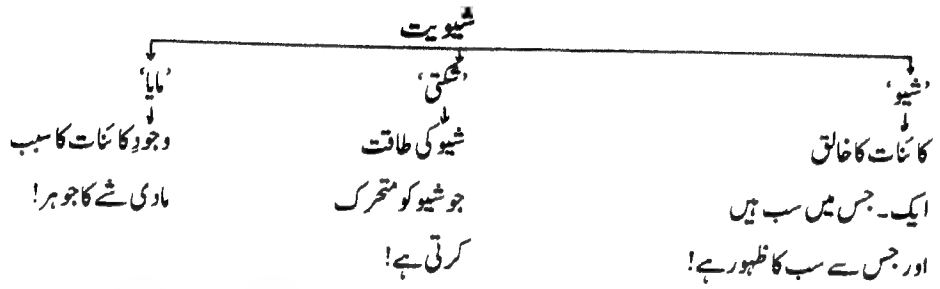 شیویت
’شیو‘
’شکتی‘
’مایا‘
کائنات کا خالق
ایک۔ جس میں سب ہیں
اور جس سے سب کا ظہور ہے!
شیو کی طاقت
جو شیو کو متحرک
کرتی ہے!
وجودِ کائنات کا سبب
مادی شے کا جوہر!